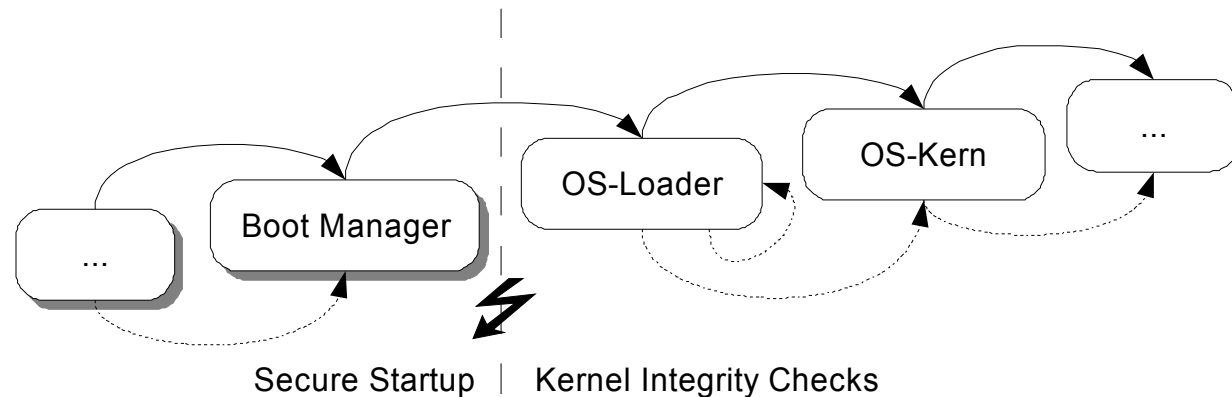 ...
Boot Manager
OS-Loader
OS-Kern
...
Secure Startup
Kernel Integrity Checks